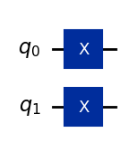 q₀ X
q₁ X